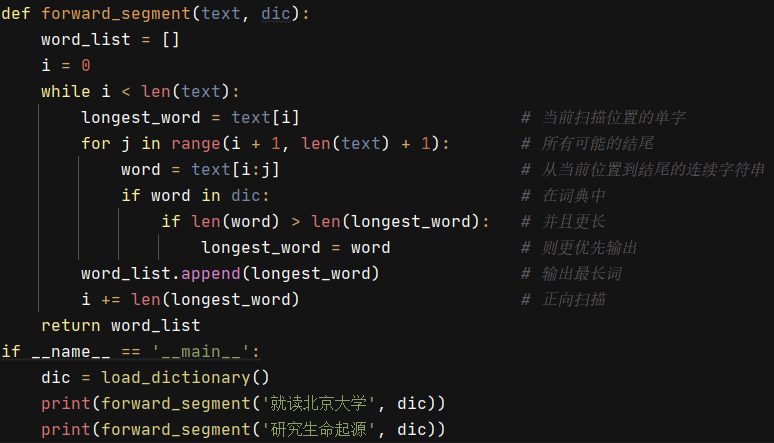 def forward_segment(text, dic):
    word_list = []
    i = 0
    while i < len(text):
        longest_word = text[i]                      # 当前扫描位置的单字
        for j in range(i + 1, len(text) + 1):       # 所有可能的结尾
            word = text[i:j]                        # 从当前位置到结尾的连续字符串
            if word in dic:                         # 在词典中
                if len(word) > len(longest_word):   # 并且更长
                    longest_word = word             # 则更优先输出
        word_list.append(longest_word)              # 输出最长词
        i += len(longest_word)                      # 正向扫描
    return word_list
if __name__ == '__main__':
    dic = load_dictionary()
    print(forward_segment('就读北京大学', dic))
    print(forward_segment('研究生命起源', dic))